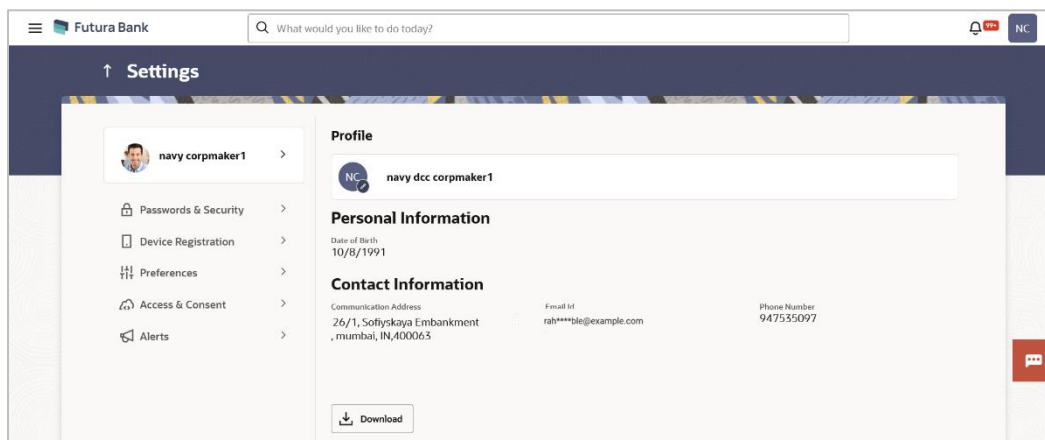 Futura Bank
What would you like to do today?
99+
NC
↑ Settings
navy corpmaker1
Passwords & Security
Device Registration
Preferences
Access & Consent
Alerts
Profile
NC
navy dcc corpmaker1
Personal Information
Date of Birth
10/8/1991
Contact Information
Communication Address
26/1, Sofiyskaya Embankment
, mumbai, IN,400063
Email Id
rah****ble@example.com
Phone Number
947535097
Download